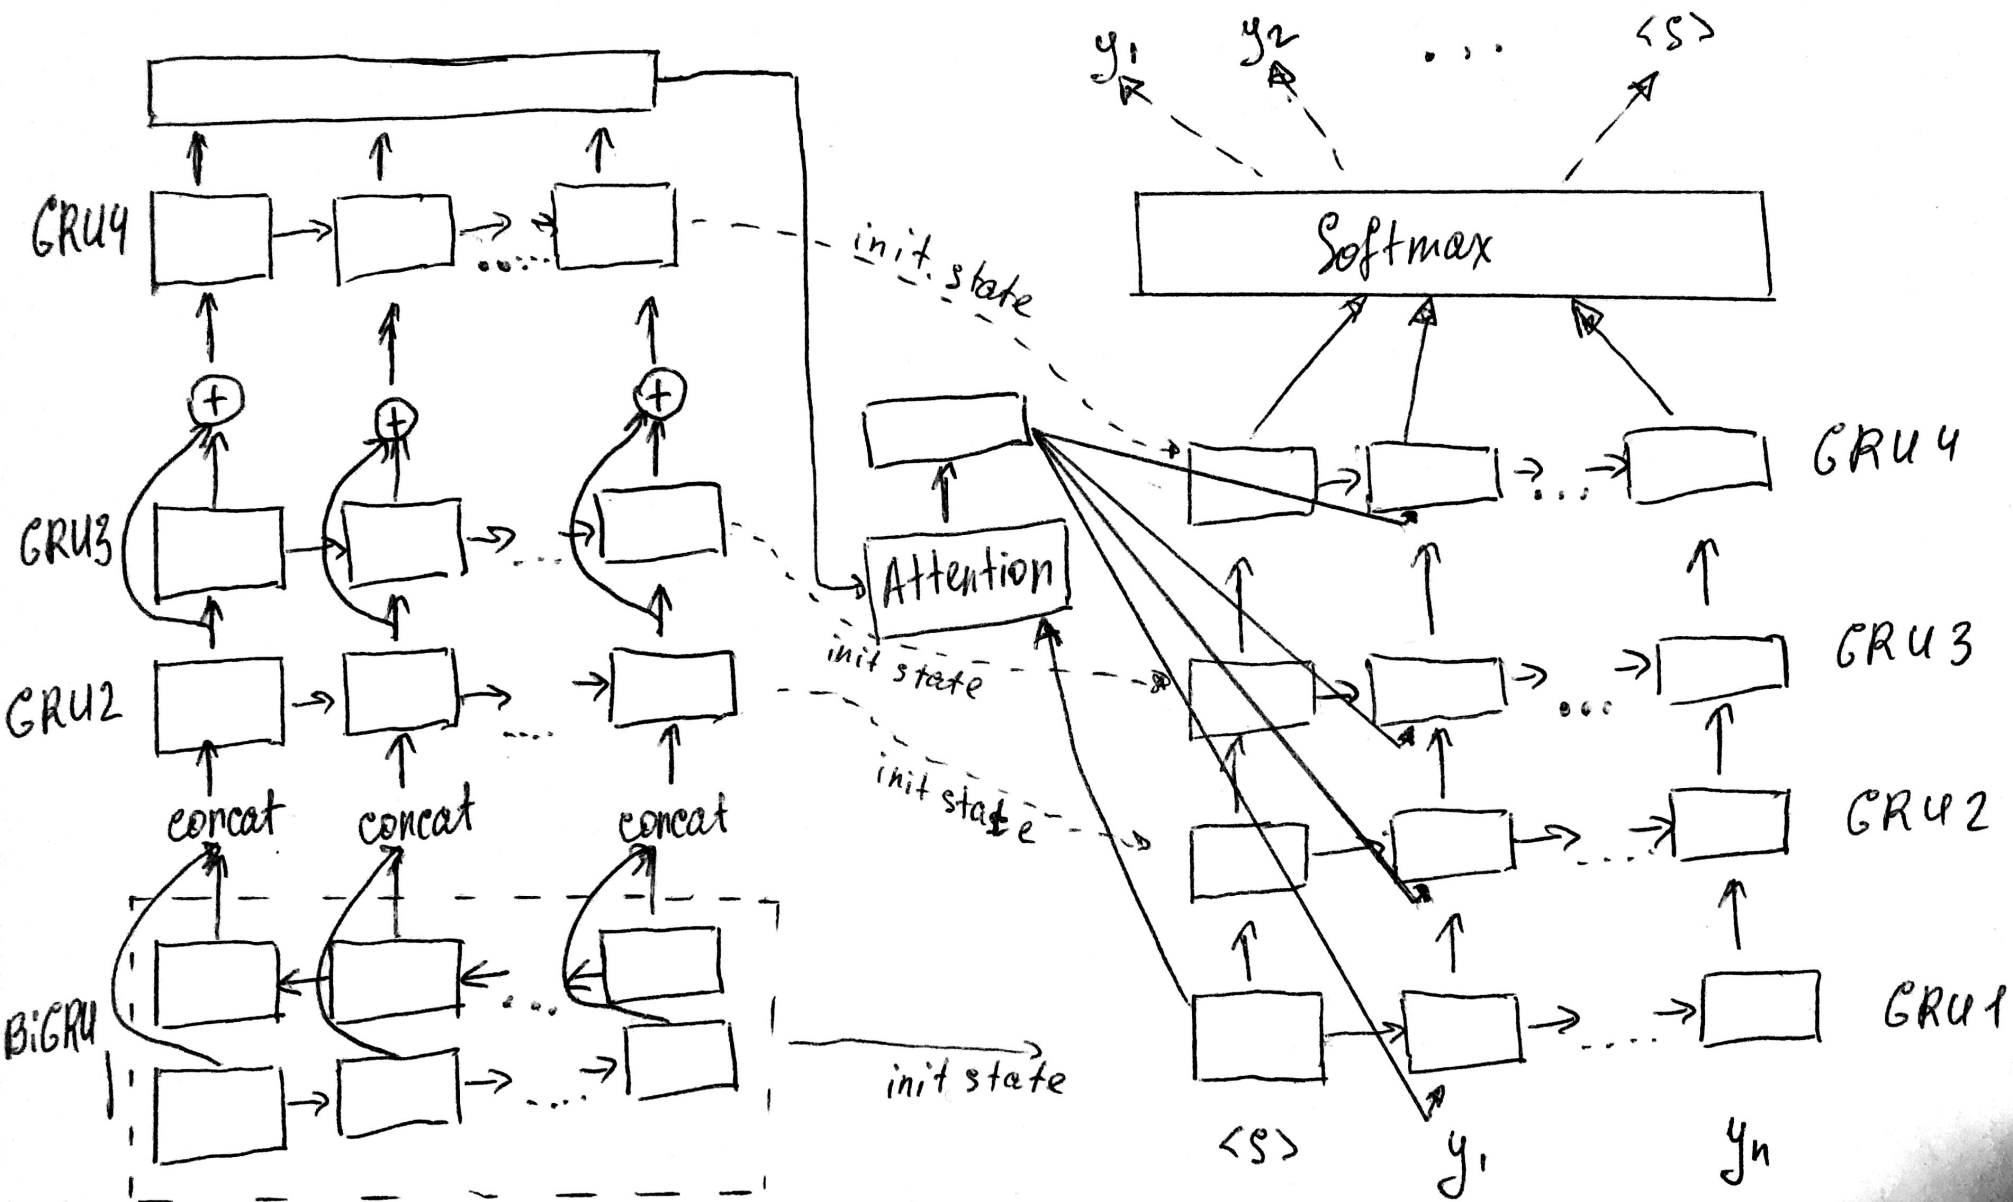 y1 y2 ... <S>
GRU4
init. state
Softmax
GRU4
+ + +
GRU3
Attention
init state
GRU3
GRU2
init state
GRU2
concat concat concat
BiGRU
init state
GRU1
<S> y1 yn